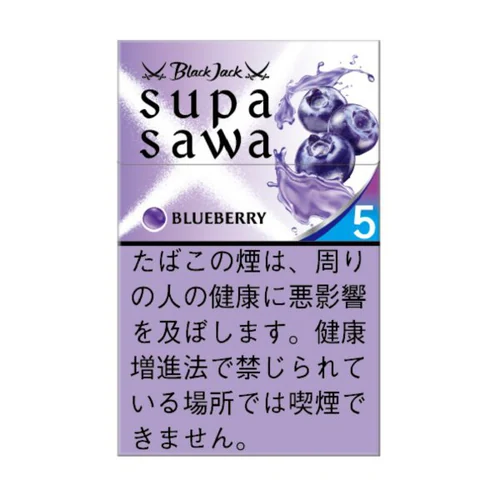 Black Jack
supa
sawa
BLUEBERRY
5
たばこの煙は、周り
の人の健康に悪影響
を及ぼします。健康
増進法で禁じられて
いる場所では喫煙で
きません。